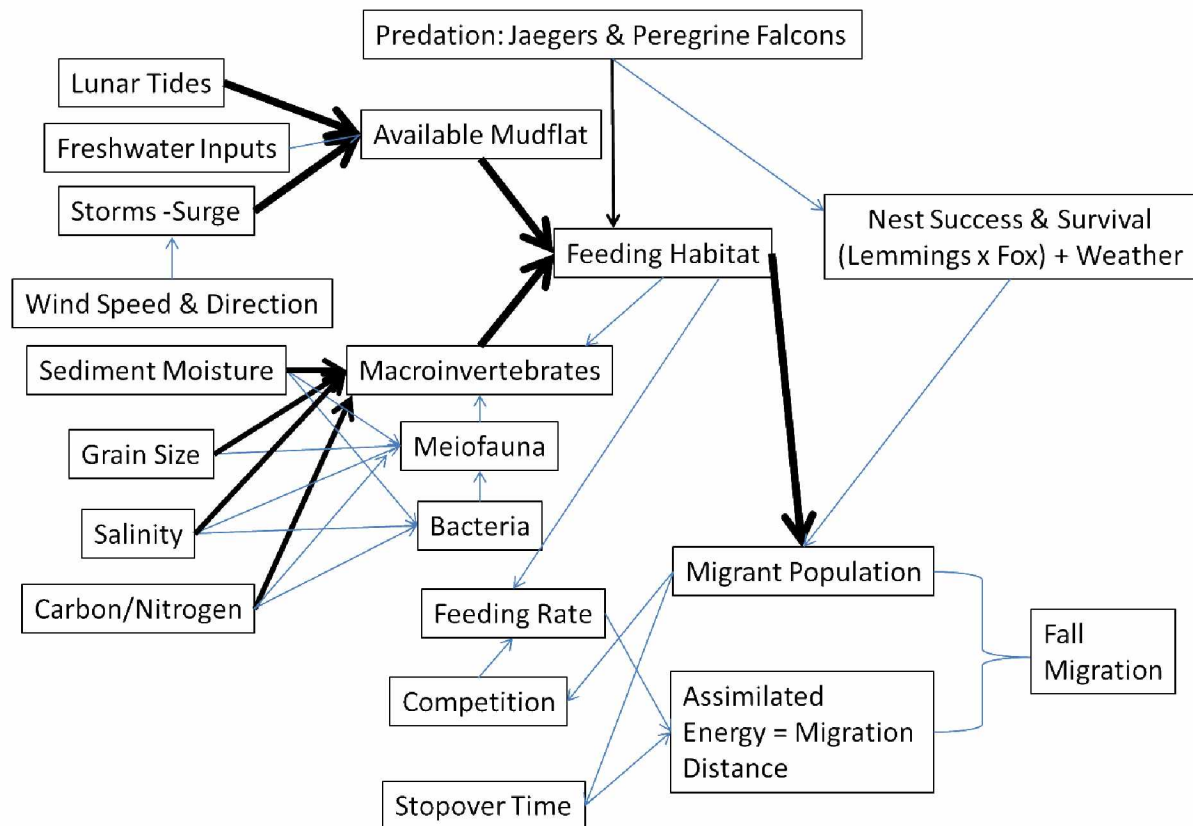 Predation: Jaegers & Peregrine Falcons
Lunar Tides
Freshwater Inputs
Available Mudflat
Storms -Surge
Nest Success & Survival
(Lemmings x Fox) + Weather
Feeding Habitat
Wind Speed & Direction
Sediment Moisture
Macroinvertebrates
Grain Size
Meiofauna
Salinity
Bacteria
Migrant Population
Carbon/Nitrogen
Feeding Rate
Fall
Migration
Competition
Assimilated
Energy = Migration
Distance
Stopover Time